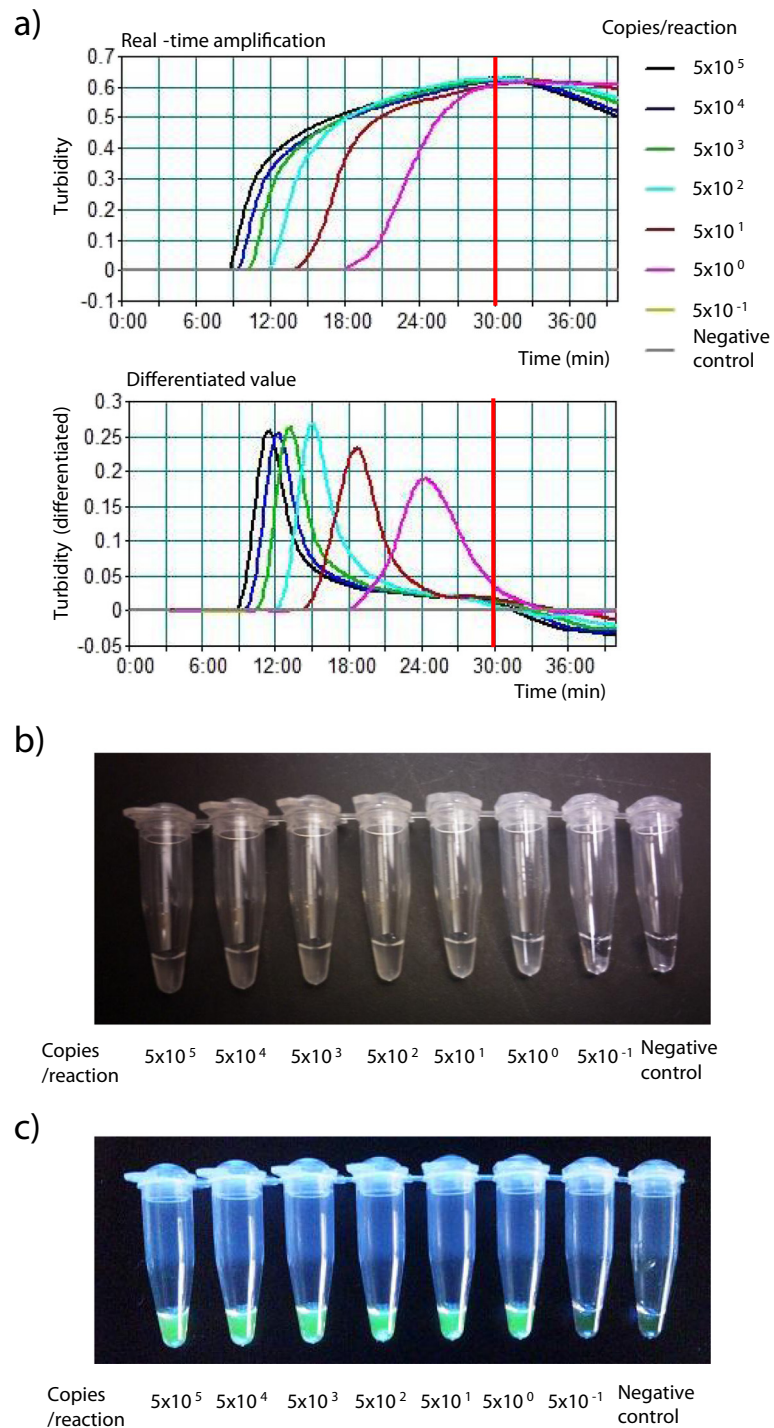 a)
Real -time amplification
Copies/reaction
Turbidity
0.7
0.6
0.5
0.4
0.3
0.2
0.1
0
-0.1
0:00 6:00 12:00 18:00 24:00 30:00 36:00
Time (min)
5x10 5
5x10 4
5x10 3
5x10 2
5x10 1
5x10 0
5x10 -1
Negative
control
Differentiated value
Turbidity (differentiated)
0.3
0.25
0.2
0.15
0.1
0.05
0
-0.05
0:00 6:00 12:00 18:00 24:00 30:00 36:00
Time (min)
b)
Copies
/reaction
5x10 5 5x10 4 5x10 3 5x10 2 5x10 1 5x10 0 5x10 -1 Negative
control
c)
Copies
/reaction
5x10 5 5x10 4 5x10 3 5x10 2 5x10 1 5x10 0 5x10 -1 Negative
control